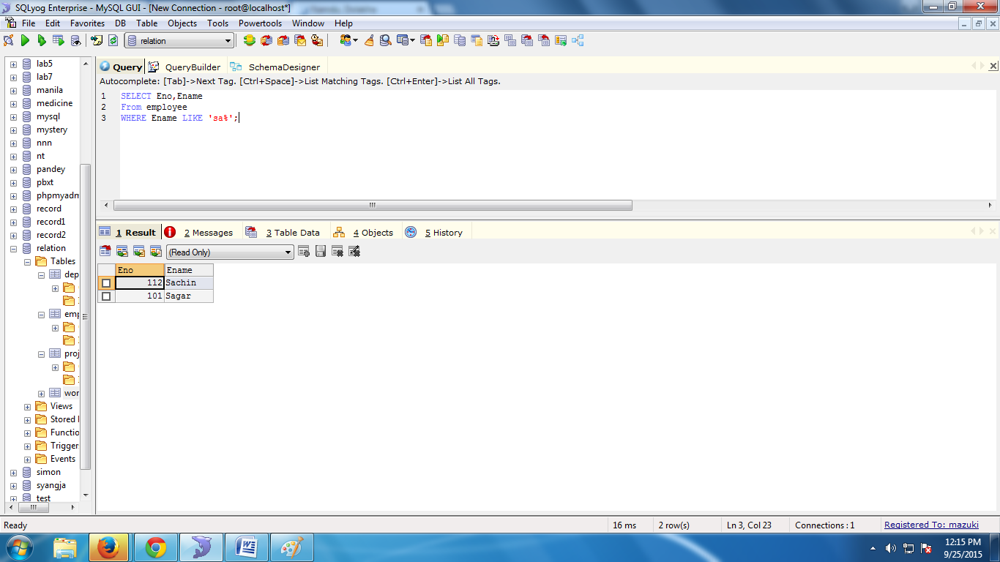 SQLyog Enterprise - MySQL GUI - [New Connection - root@localhost*]
File Edit Favorites DB Table Objects Tools Powertools Window Help
relation
lab5
lab7
manila
medicine
mysql
mystery
nnn
nt
pandey
pbxt
phpmyadm
record
record1
record2
relation
Tables
dep
emp
proj
wor
Views
Stored
Functio
Trigger
Events
simon
syangja
test
Query QueryBuilder SchemaDesigner
Autocomplete: [Tab]->Next Tag. [Ctrl+Space]->List Matching Tags. [Ctrl+Enter]->List All Tags.
1 SELECT Eno,Ename
2 From employee
3 WHERE Ename LIKE 'sa%';
1 Result 2 Messages 3 Table Data 4 Objects 5 History
(Read Only)
Eno Ename
112 Sachin
101 Sagar
Ready 16 ms 2 row(s) Ln 3, Col 23 Connections : 1 Registered To: mazuki
12:15 PM
9/25/2015